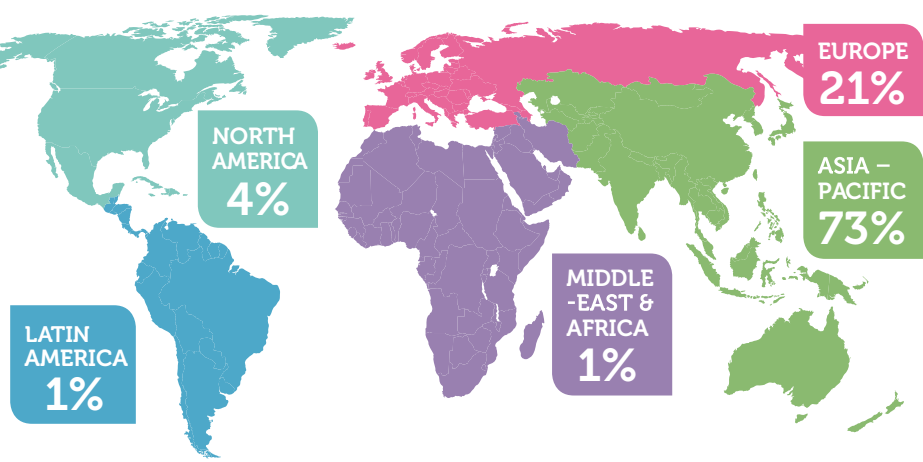 EUROPE
21%
NORTH
AMERICA
4%
ASIA –
PACIFIC
73%
MIDDLE
-EAST &
AFRICA
1%
LATIN
AMERICA
1%